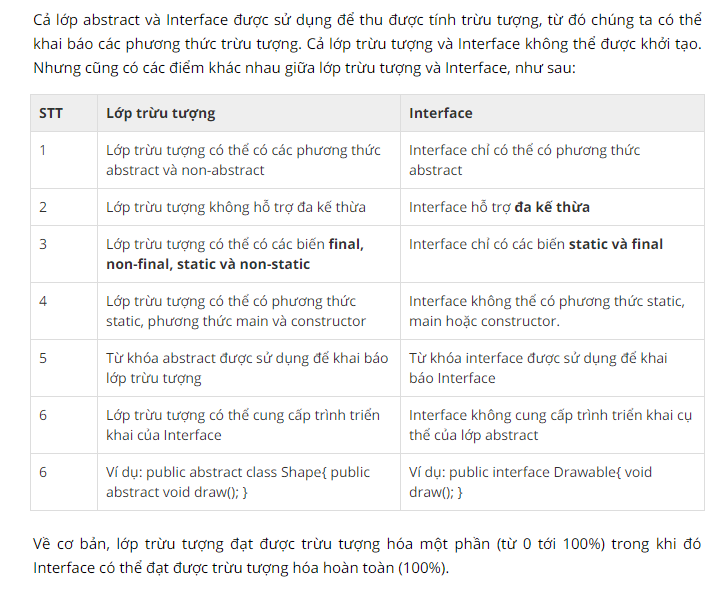 Cả lớp abstract và Interface được sử dụng để thu được tính trừu tượng, từ đó chúng ta có thể
khai báo các phương thức trừu tượng. Cả lớp trừu tượng và Interface không thể được khởi tạo.
Nhưng cũng có các điểm khác nhau giữa lớp trừu tượng và Interface, như sau:
STT Lớp trừu tượng Interface
1 Lớp trừu tượng có thể có các phương thức Interface chỉ có thể có phương thức
abstract và non-abstract abstract
2 Lớp trừu tượng không hỗ trợ đa kế thừa Interface hỗ trợ đa kế thừa
3 Lớp trừu tượng có thể có các biến final, Interface chỉ có các biến static và final
non-final, static và non-static
4 Lớp trừu tượng có thể có phương thức Interface không thể có phương thức static,
static, phương thức main và constructor main hoặc constructor.
5 Từ khóa abstract được sử dụng để khai báo Từ khóa interface được sử dụng để khai
lớp trừu tượng báo Interface
6 Lớp trừu tượng có thể cung cấp trình triển Interface không cung cấp trình triển khai cụ
khai của Interface thể của lớp abstract
6 Ví dụ: public abstract class Shape{ public Ví dụ: public interface Drawable{ void
abstract void draw(); } draw(); }
Về cơ bản, lớp trừu tượng đạt được trừu tượng hóa một phần (từ 0 tới 100%) trong khi đó
Interface có thể đạt được trừu tượng hóa hoàn toàn (100%).